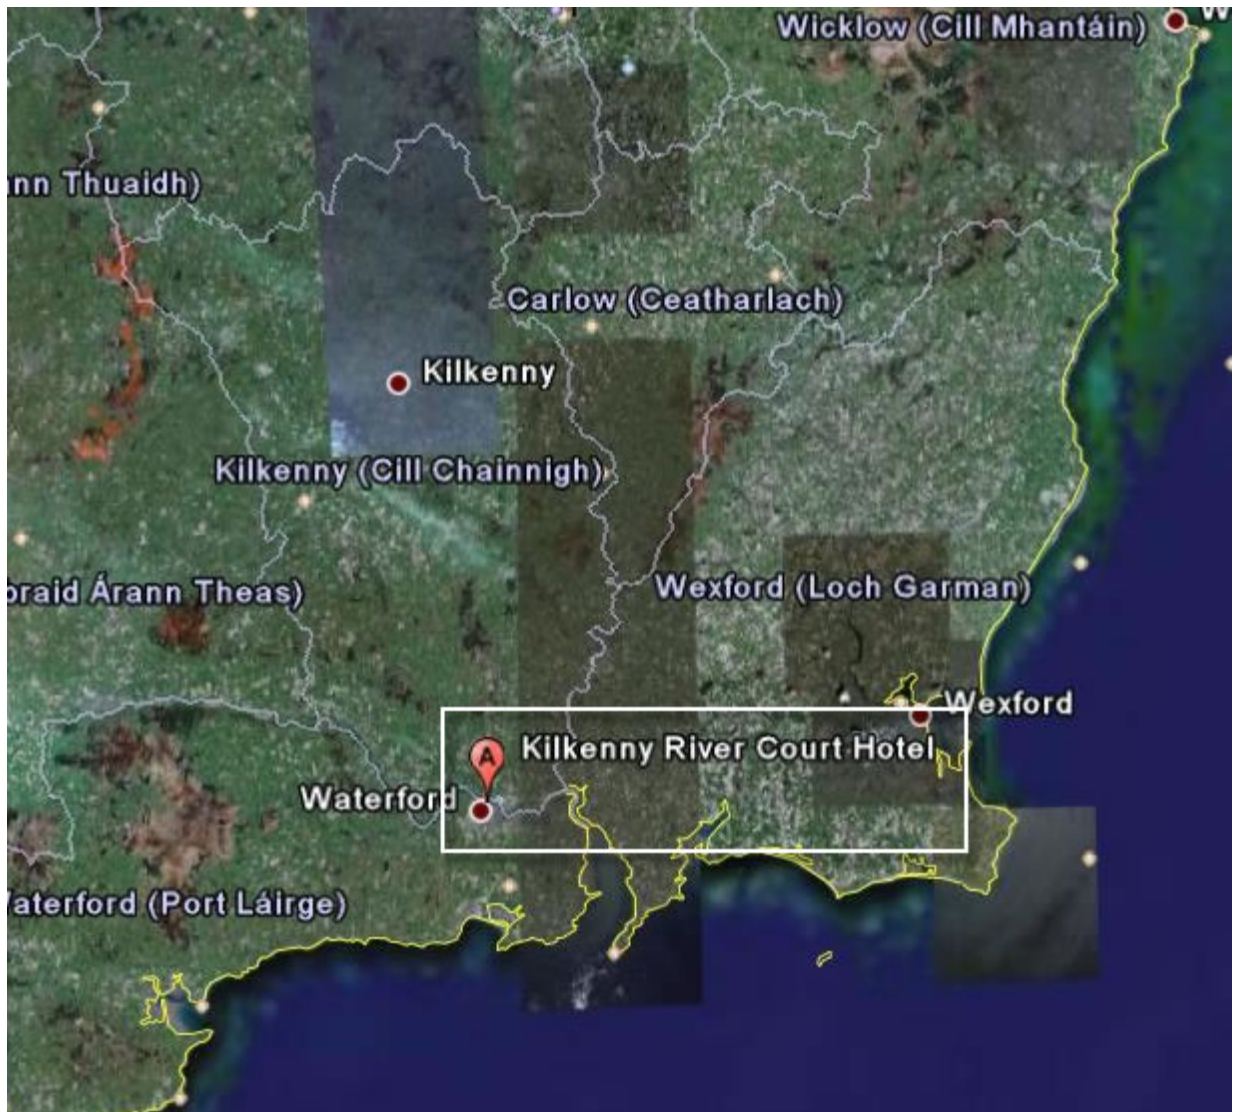 W
Wicklow (Cill Mhantáin)
nn Thuaidh)
Carlow (Ceatharlach)
Kilkenny
Kilkenny (Cill Chainnigh)
oraid Árann Theas)
Wexford (Loch Garman)
Wexford
Kilkenny River Court Hotel
A
Waterford
aterford (Port Láirge)